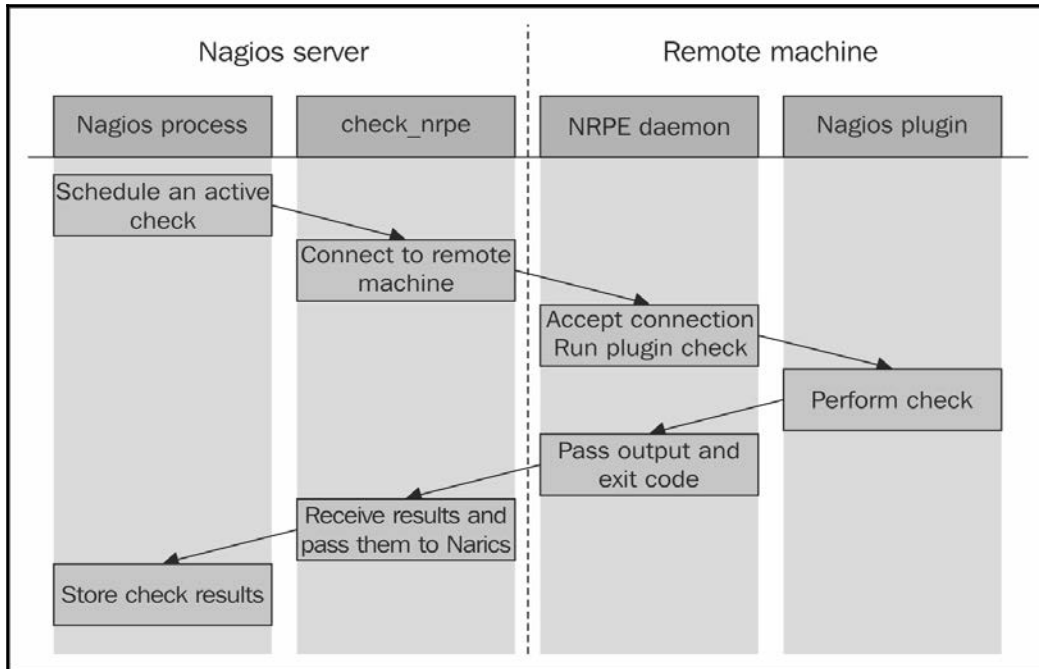 Nagios server
Remote machine
Nagios process
check_nrpe
NRPE daemon
Nagios plugin
Schedule an active
check
Connect to remote
machine
Accept connection
Run plugin check
Perform check
Pass output and
exit code
Receive results and
pass them to Narics
Store check results